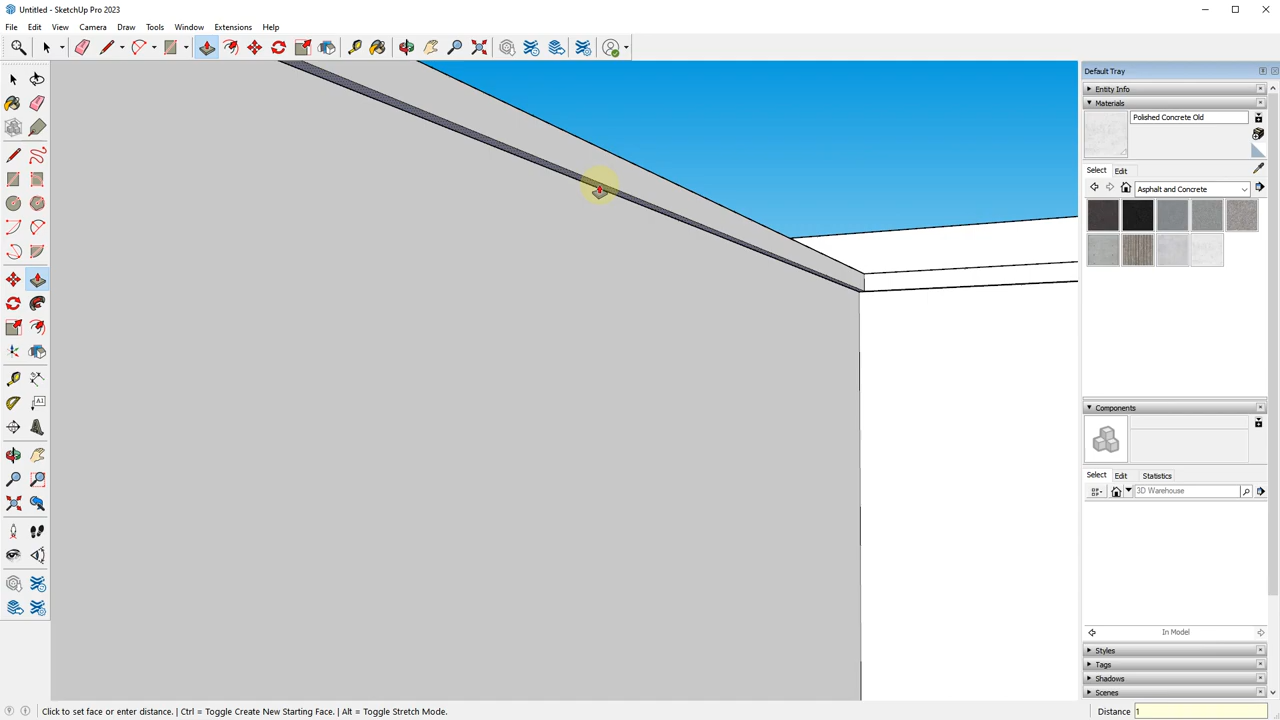 Untitled - SketchUp Pro 2023
File Edit View Camera Draw Tools Window Extensions Help
Default Tray
Entity Info
Materials
Polished Concrete Old
Select Edit
Asphalt and Concrete
Components
Select Edit Statistics
3D Warehouse
In Model
Styles
Tags
Shadows
Scenes
Click to set face or enter distance. | Ctrl = Toggle Create New Starting Face. | Alt = Toggle Stretch Mode. Distance 1